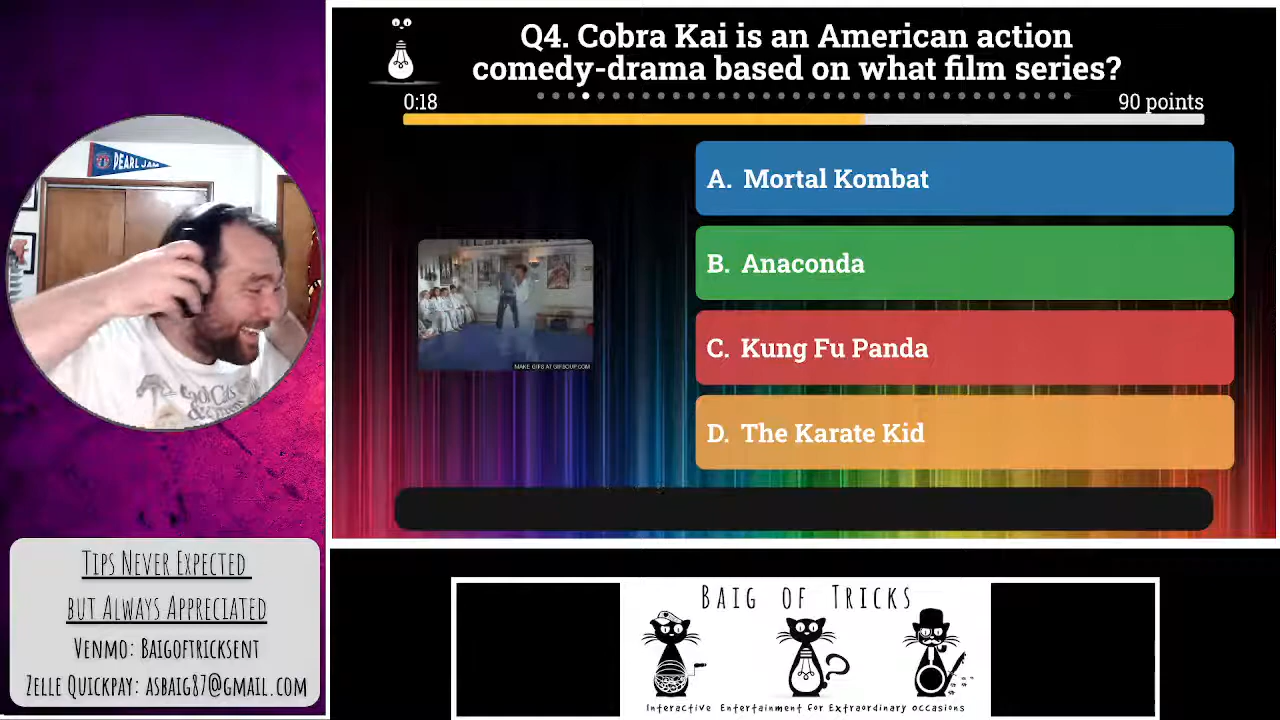 PEARL JAM
TIPS NEVER EXPECTED
BUT ALWAYS APPRECIATED
VENMO: BAIGOFTRICKSENT
ZELLE QUICKPAY: ASBAIG87@GMAIL.COM
Q4. Cobra Kai is an American action
comedy-drama based on what film series?
0:18
90 points
A. Mortal Kombat
B. Anaconda
C. Kung Fu Panda
D. The Karate Kid
MAKE GIFS AT GIFSOUP.COM
BAIG OF TRICKS
Interactive Entertainment for Extraordinary Occasions